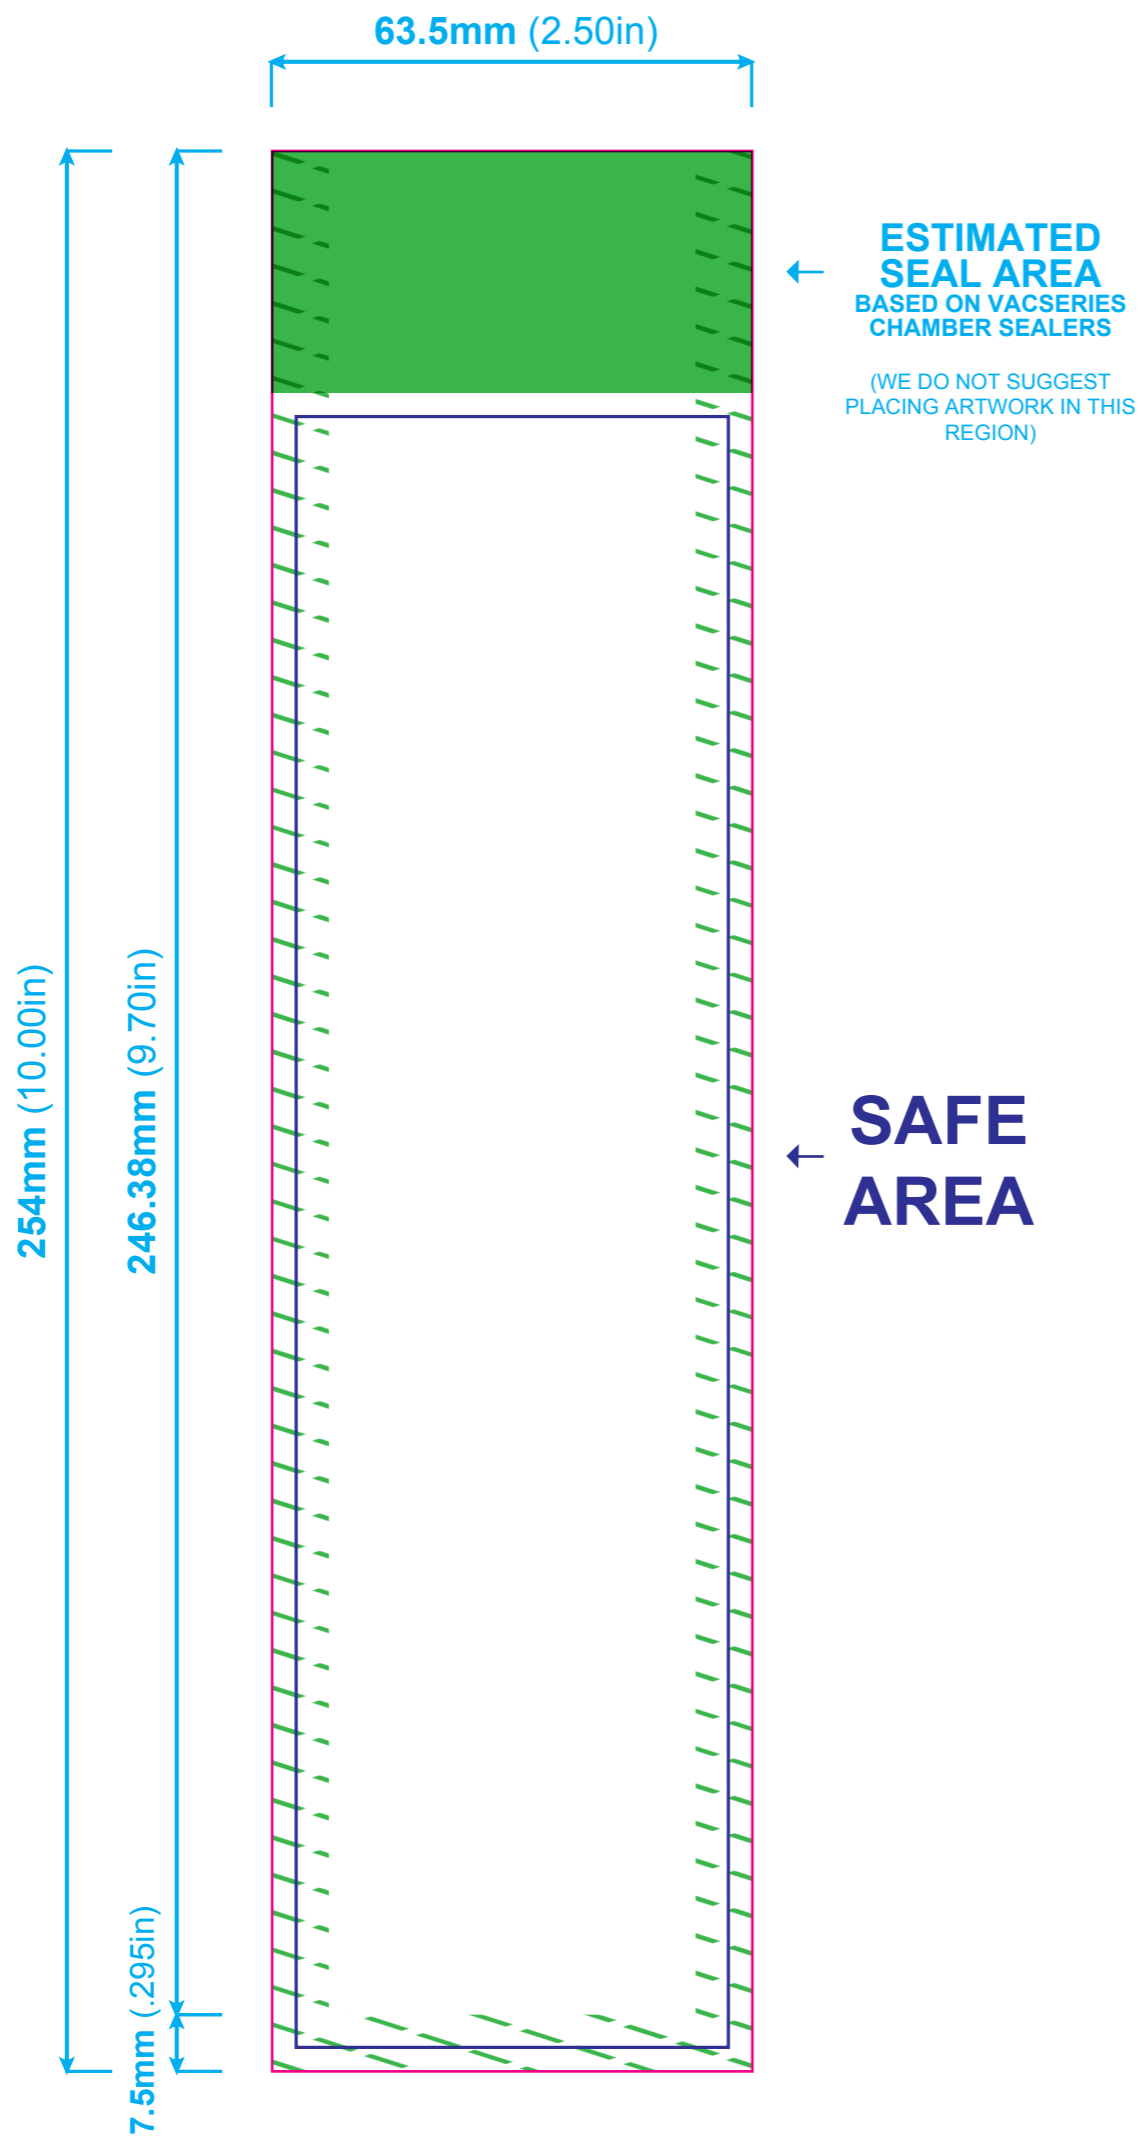 63.5mm (2.50in)
ESTIMATED
SEAL AREA
BASED ON VACSERIES
CHAMBER SEALERS
(WE DO NOT SUGGEST
PLACING ARTWORK IN THIS
REGION)
254mm (10.00in)
246.38mm (9.70in)
SAFE
AREA
7.5mm (.295in)